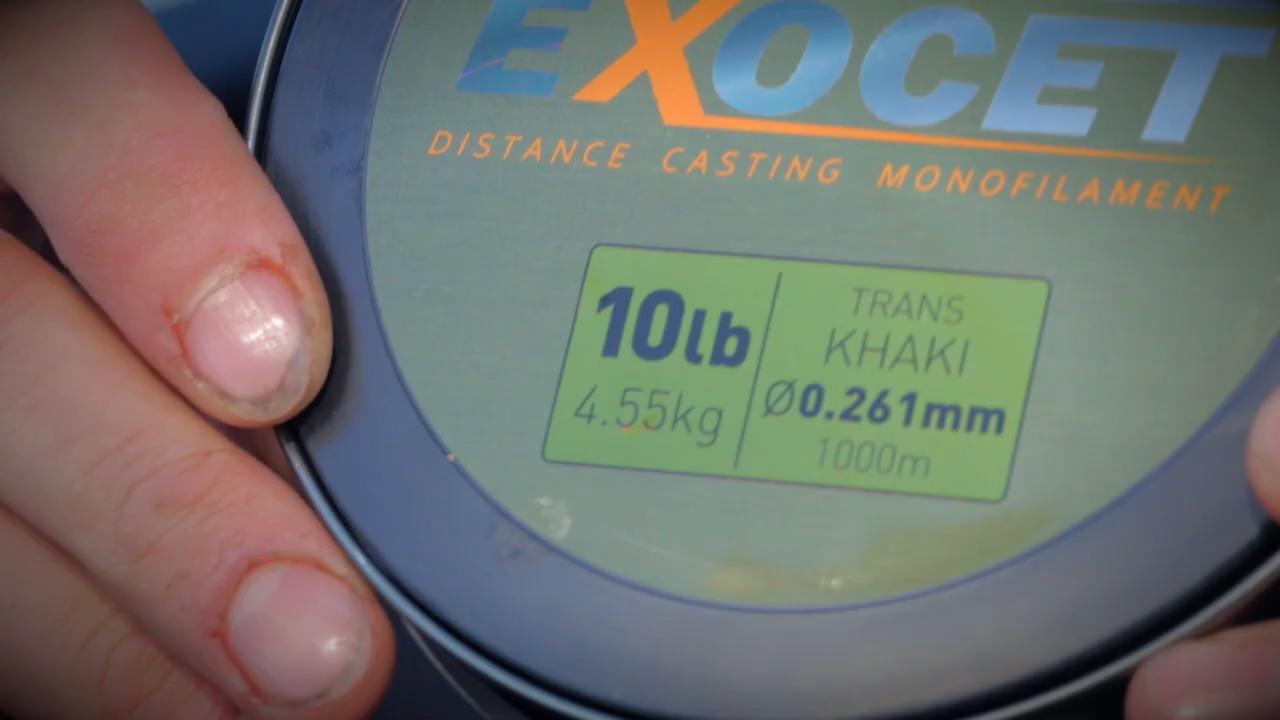 EXOCET
DISTANCE CASTING MONOFILAMENT
10lb
4.55kg
TRANS
KHAKI
Ø0.261mm
1000m